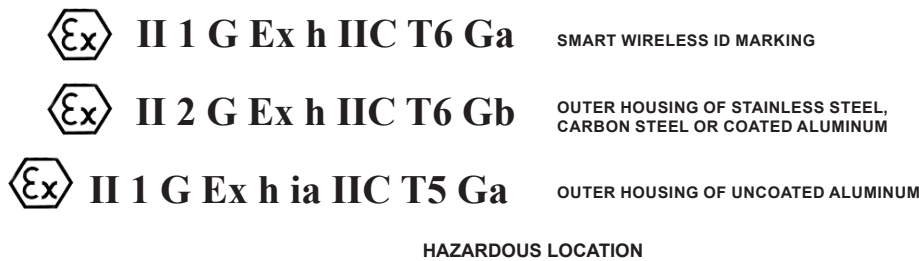 Ex II 1 G Ex h IIC T6 Ga SMART WIRELESS ID MARKING
Ex II 2 G Ex h IIC T6 Gb OUTER HOUSING OF STAINLESS STEEL,
CARBON STEEL OR COATED ALUMINUM
Ex II 1 G Ex h ia IIC T5 Ga OUTER HOUSING OF UNCOATED ALUMINUM
HAZARDOUS LOCATION